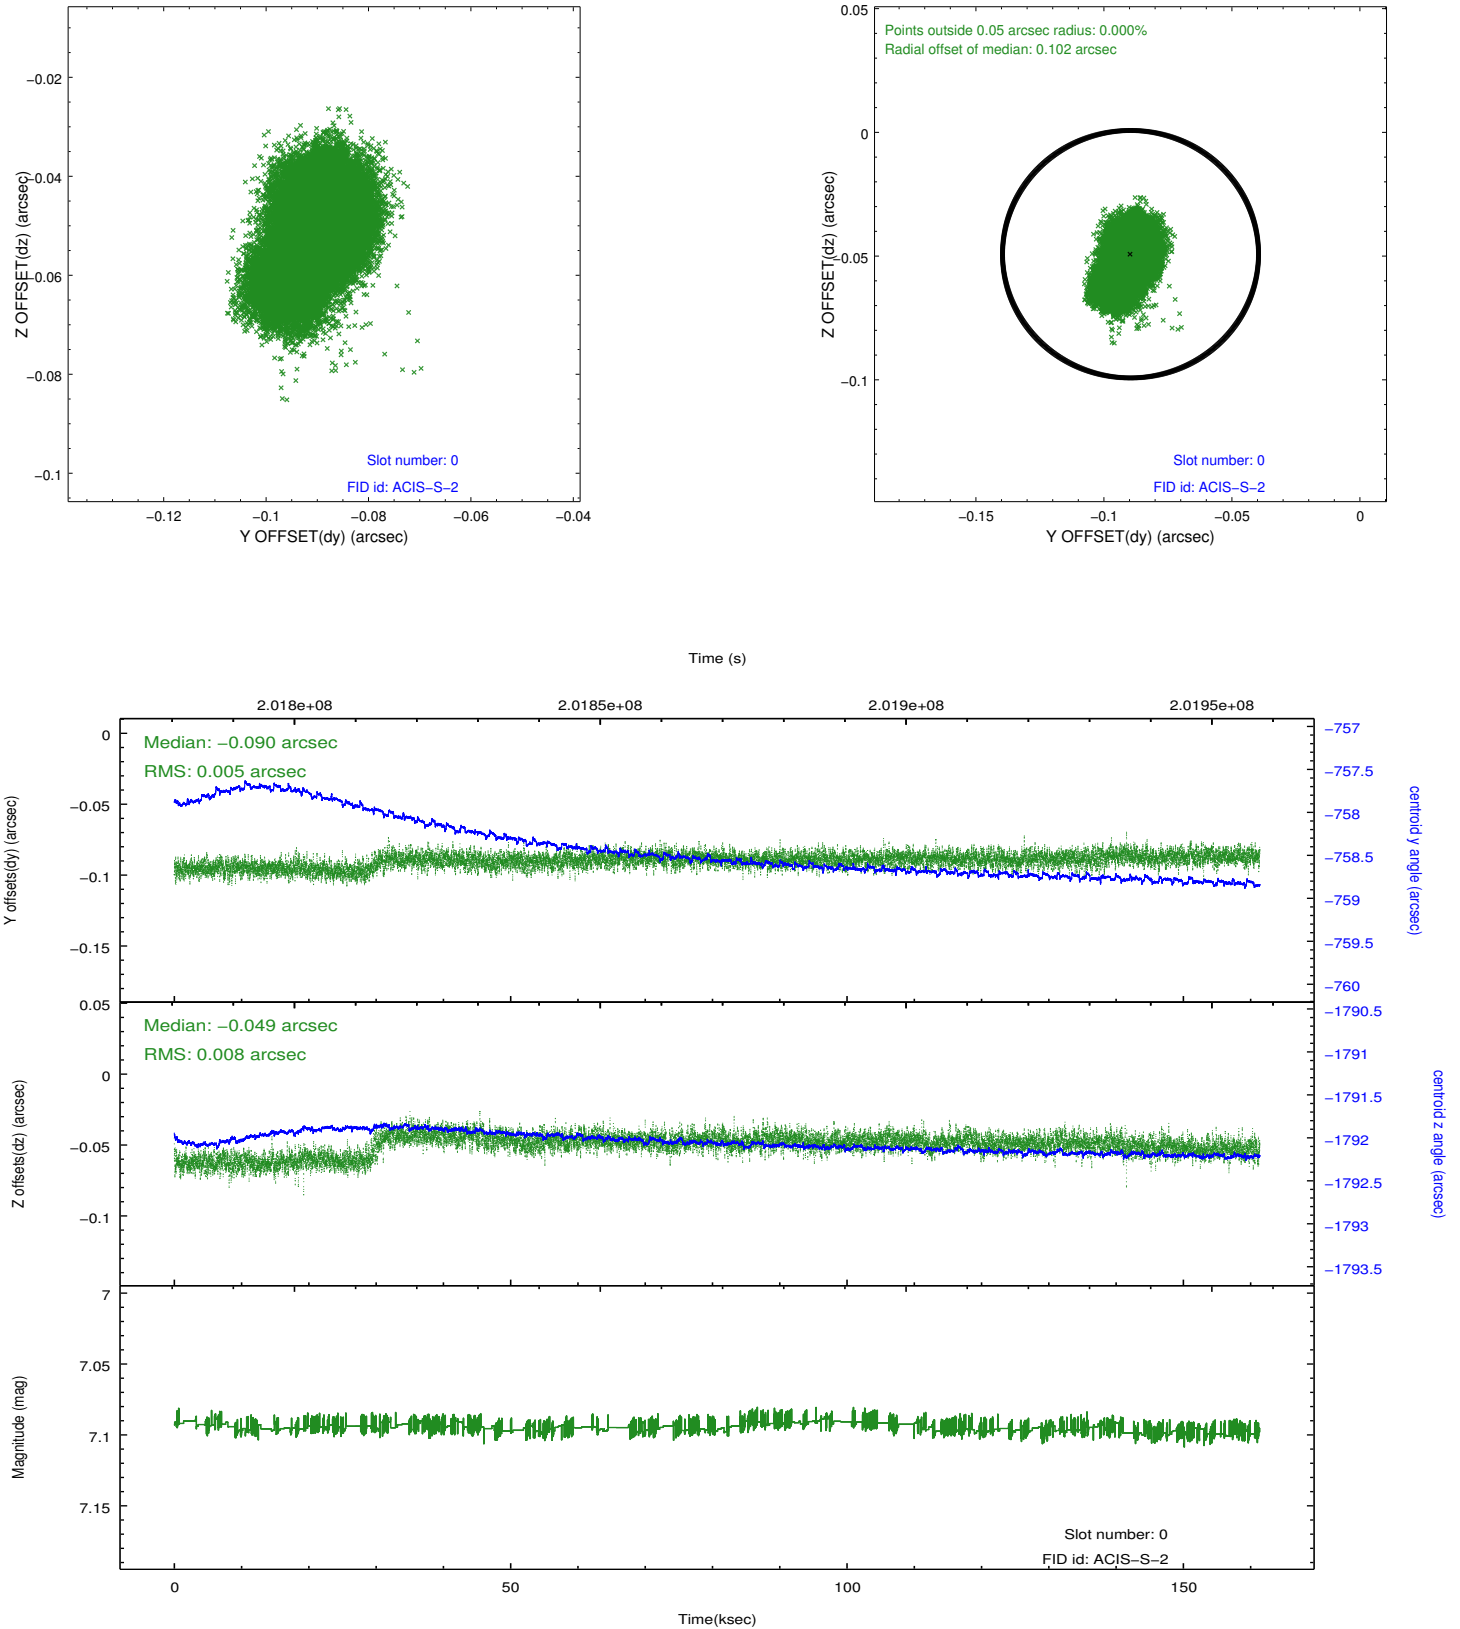 −0.02
−0.04
−0.06
−0.08
−0.1
Z OFFSET(dz) (arcsec)
Slot number: 0
FID id: ACIS−S−2
−0.12
−0.1
−0.08
−0.06
−0.04
Y OFFSET(dy) (arcsec)
0.05
0
−0.05
−0.1
Z OFFSET(dz) (arcsec)
Points outside 0.05 arcsec radius: 0.000%
Radial offset of median: 0.102 arcsec
Slot number: 0
FID id: ACIS−S−2
−0.15
−0.1
−0.05
0
Y OFFSET(dy) (arcsec)
Time (s)
2.018e+08
2.0185e+08
2.019e+08
2.0195e+08
0
−0.05
−0.1
−0.15
Y offsets(dy) (arcsec)
Median: −0.090 arcsec
RMS: 0.005 arcsec
−757
−757.5
−758
−758.5
−759
−759.5
−760
centroid y angle (arcsec)
0.05
0
−0.05
−0.1
Z offsets(dz) (arcsec)
Median: −0.049 arcsec
RMS: 0.008 arcsec
−1790.5
−1791
−1791.5
−1792
−1792.5
−1793
−1793.5
centroid z angle (arcsec)
7
7.05
7.1
7.15
Magnitude (mag)
Slot number: 0
FID id: ACIS−S−2
0
50
100
150
Time(ksec)